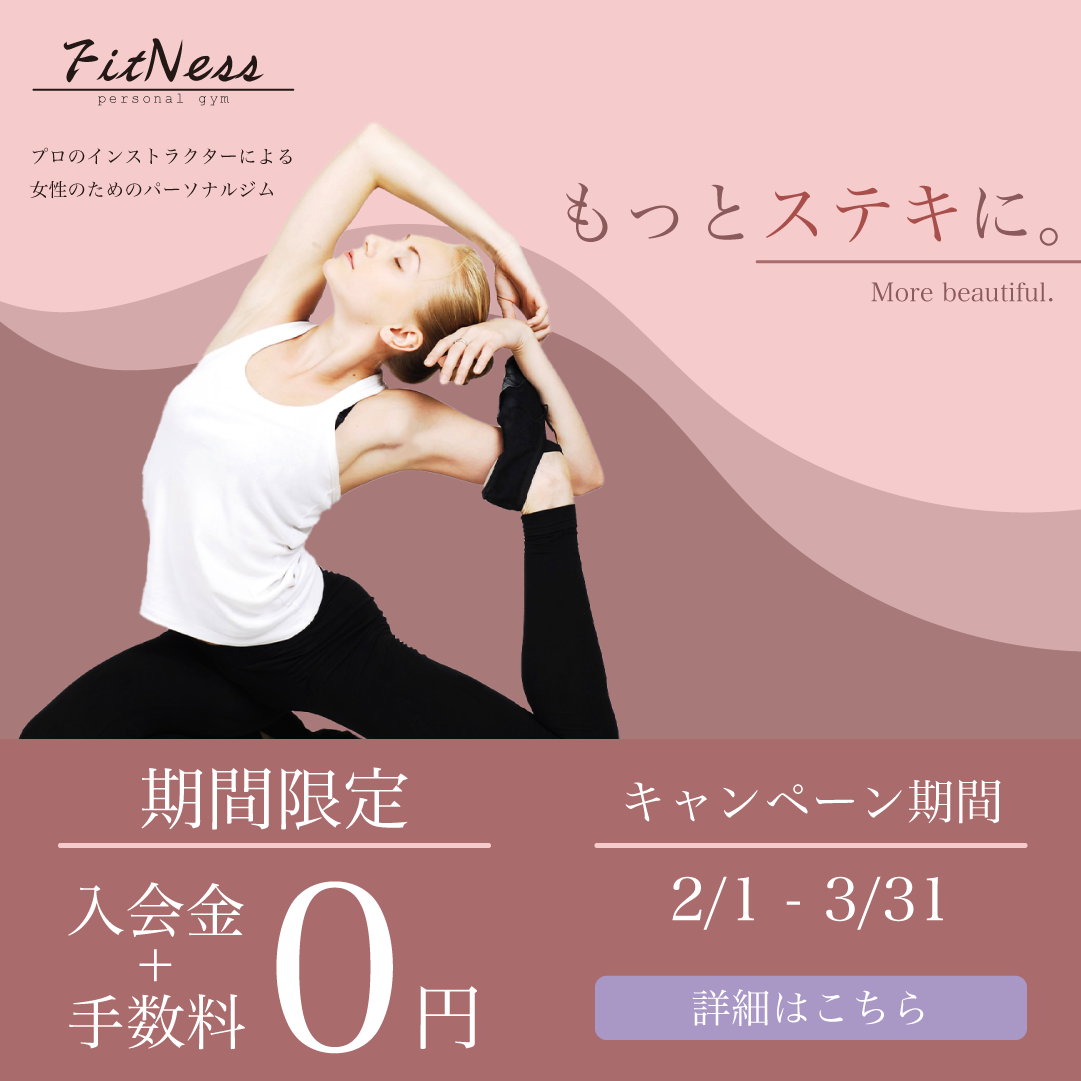 FitNess
personal gym
プロのインストラクターによる
女性のためのパーソナルジム
もっとステキに。
More beautiful.
期間限定
入会金
+
手数料
0円
キャンペーン期間
2/1 - 3/31
詳細はこちら